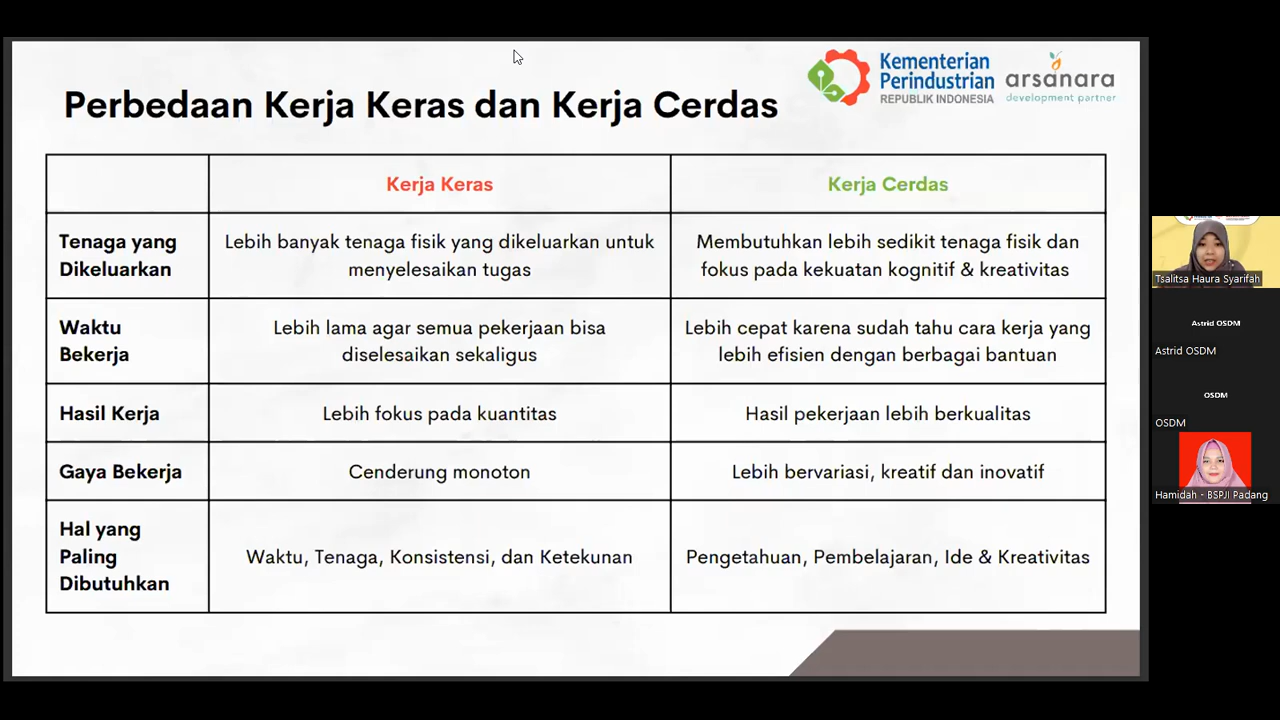 Kementerian
Perindustrian
REPUBLIK INDONESIA
arsanara
development partner
Perbedaan Kerja Keras dan Kerja Cerdas
Kerja Keras
Kerja Cerdas
Tenaga yang
Dikeluarkan
Lebih banyak tenaga fisik yang dikeluarkan untuk
menyelesaikan tugas
Membutuhkan lebih sedikit tenaga fisik dan
fokus pada kekuatan kognitif & kreativitas
Waktu
Bekerja
Lebih lama agar semua pekerjaan bisa
diselesaikan sekaligus
Lebih cepat karena sudah tahu cara kerja yang
lebih efisien dengan berbagai bantuan
Hasil Kerja
Lebih fokus pada kuantitas
Hasil pekerjaan lebih berkualitas
Gaya Bekerja
Cenderung monoton
Lebih bervariasi, kreatif dan inovatif
Hal yang
Paling
Dibutuhkan
Waktu, Tenaga, Konsistensi, dan Ketekunan
Pengetahuan, Pembelajaran, Ide & Kreativitas
Tsalitsa Haura Syarifah
Astrid OSDM
Astrid OSDM
OSDM
OSDM
Hamidah - BSPJI Padang